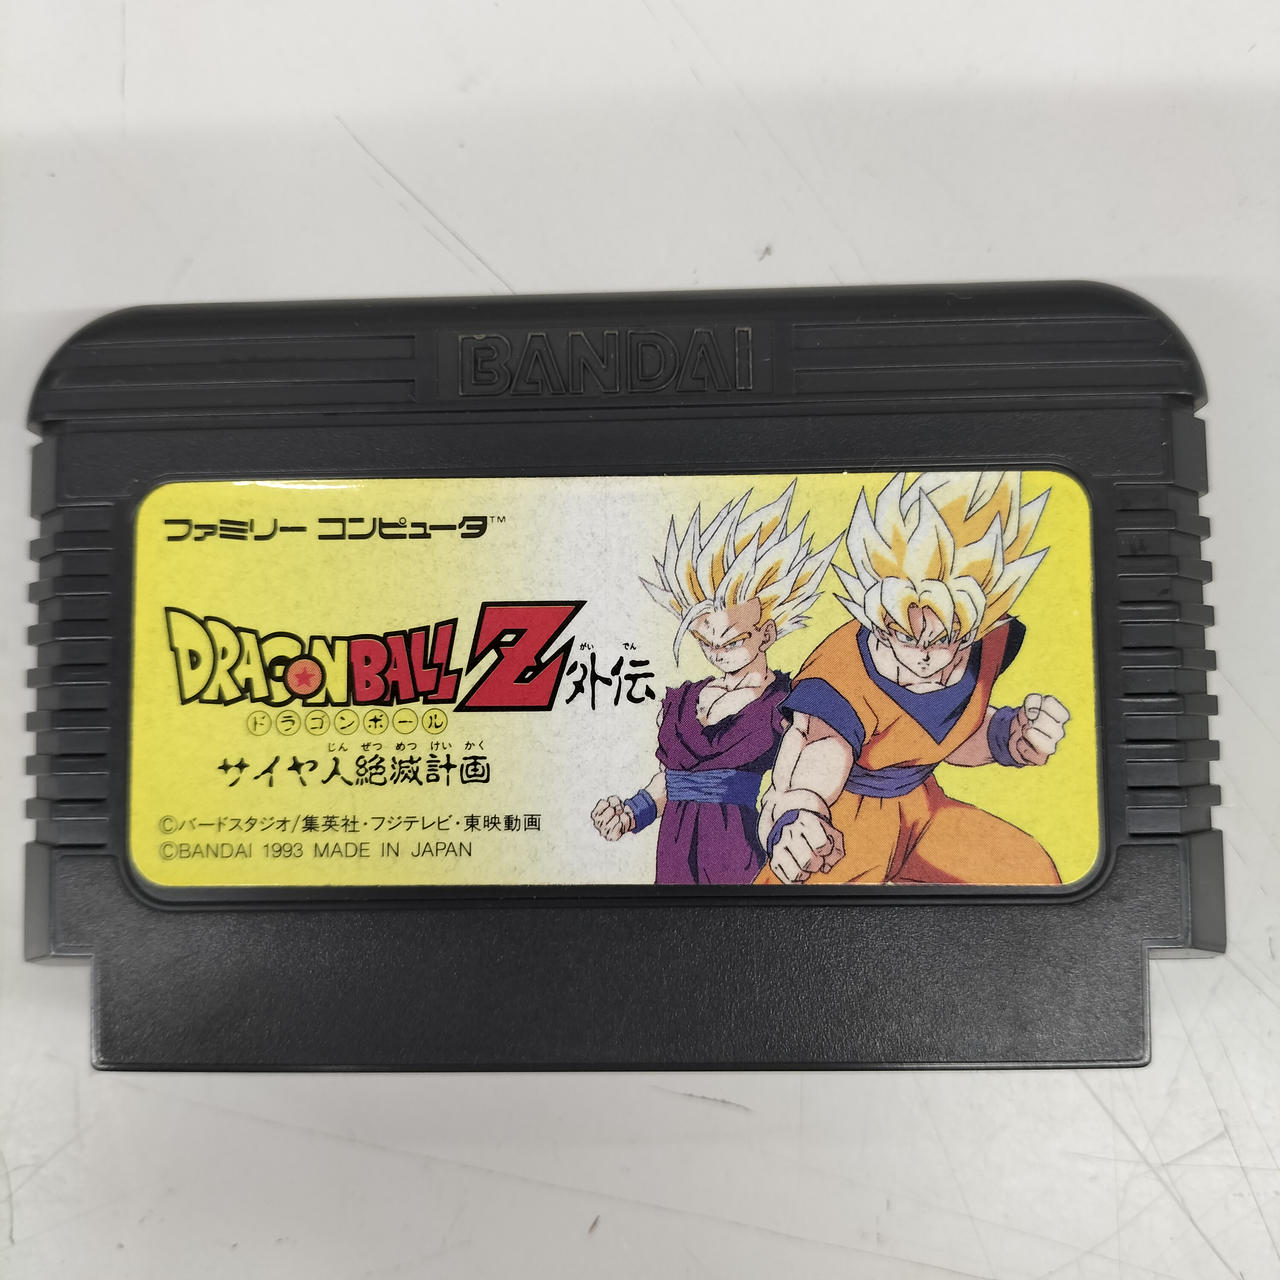 BANDAI
ファミリー コンピュータ™
DRAGON BALL Z 外伝
がい でん
ドラゴンボール
じん ぜつ めつ けい かく
サイヤ人絶滅計画
©バードスタジオ/集英社・フジテレビ・東映動画
©BANDAI 1993 MADE IN JAPAN